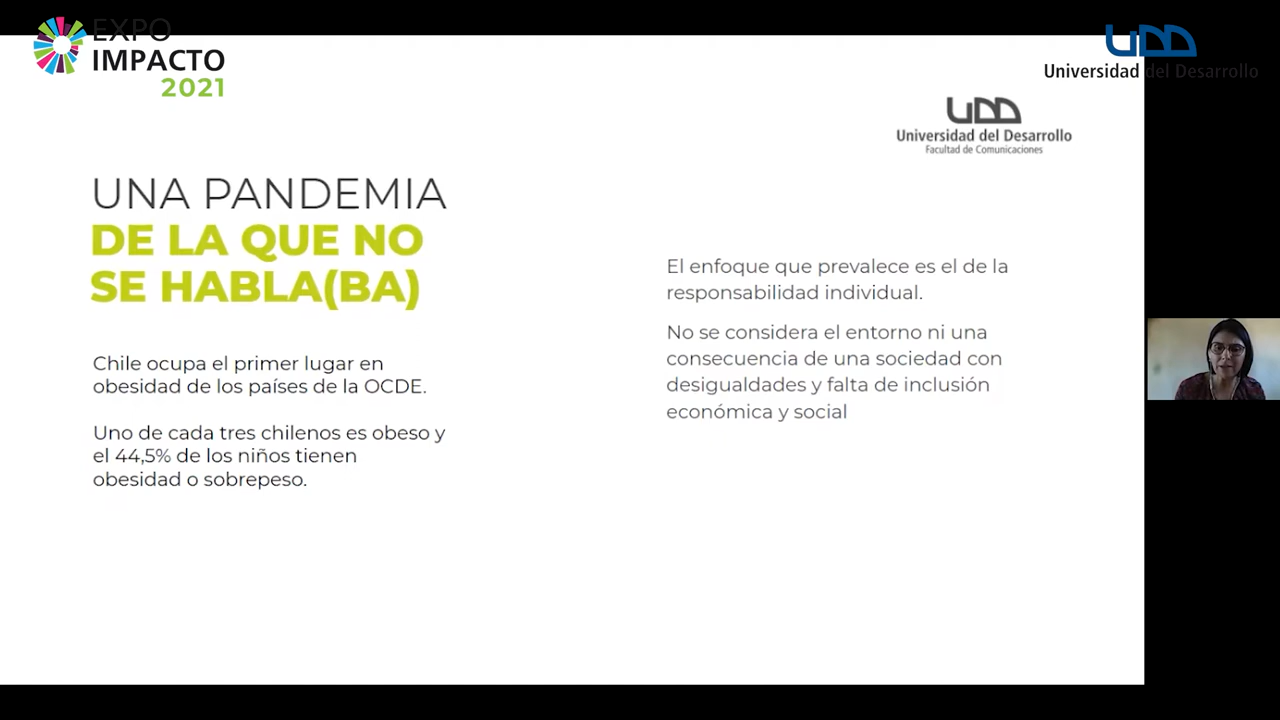 EXPO
IMPACTO
2021
UDD
Universidad del Desarrollo
UDD
Universidad del Desarrollo
Facultad de Comunicaciones
UNA PANDEMIA
DE LA QUE NO
SE HABLA(BA)
Chile ocupa el primer lugar en
obesidad de los países de la OCDE.
Uno de cada tres chilenos es obeso y
el 44,5% de los niños tienen
obesidad o sobrepeso.
El enfoque que prevalece es el de la
responsabilidad individual.
No se considera el entorno ni una
consecuencia de una sociedad con
desigualdades y falta de inclusión
económica y social